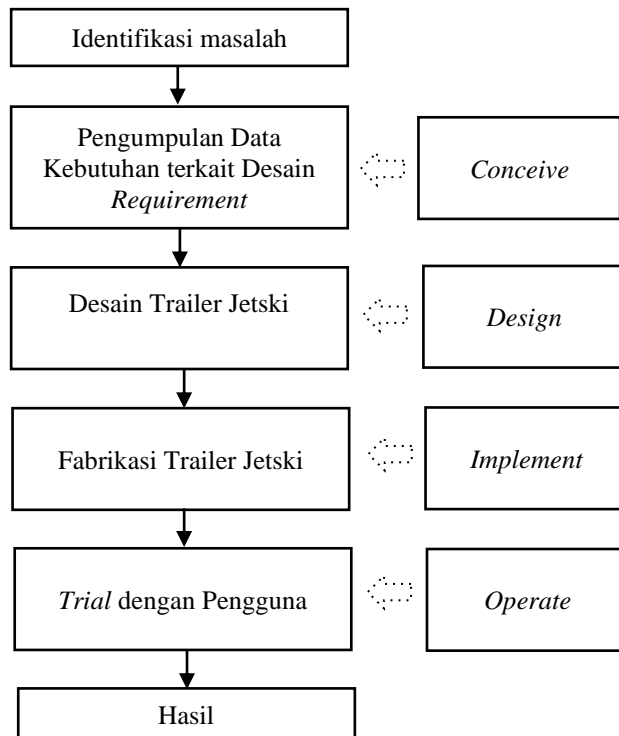 Identifikasi masalah
Pengumpulan Data
Kebutuhan terkait Desain
Requirement
Conceive
Desain Trailer Jetski
Design
Fabrikasi Trailer Jetski
Implement
Trial dengan Pengguna
Operate
Hasil